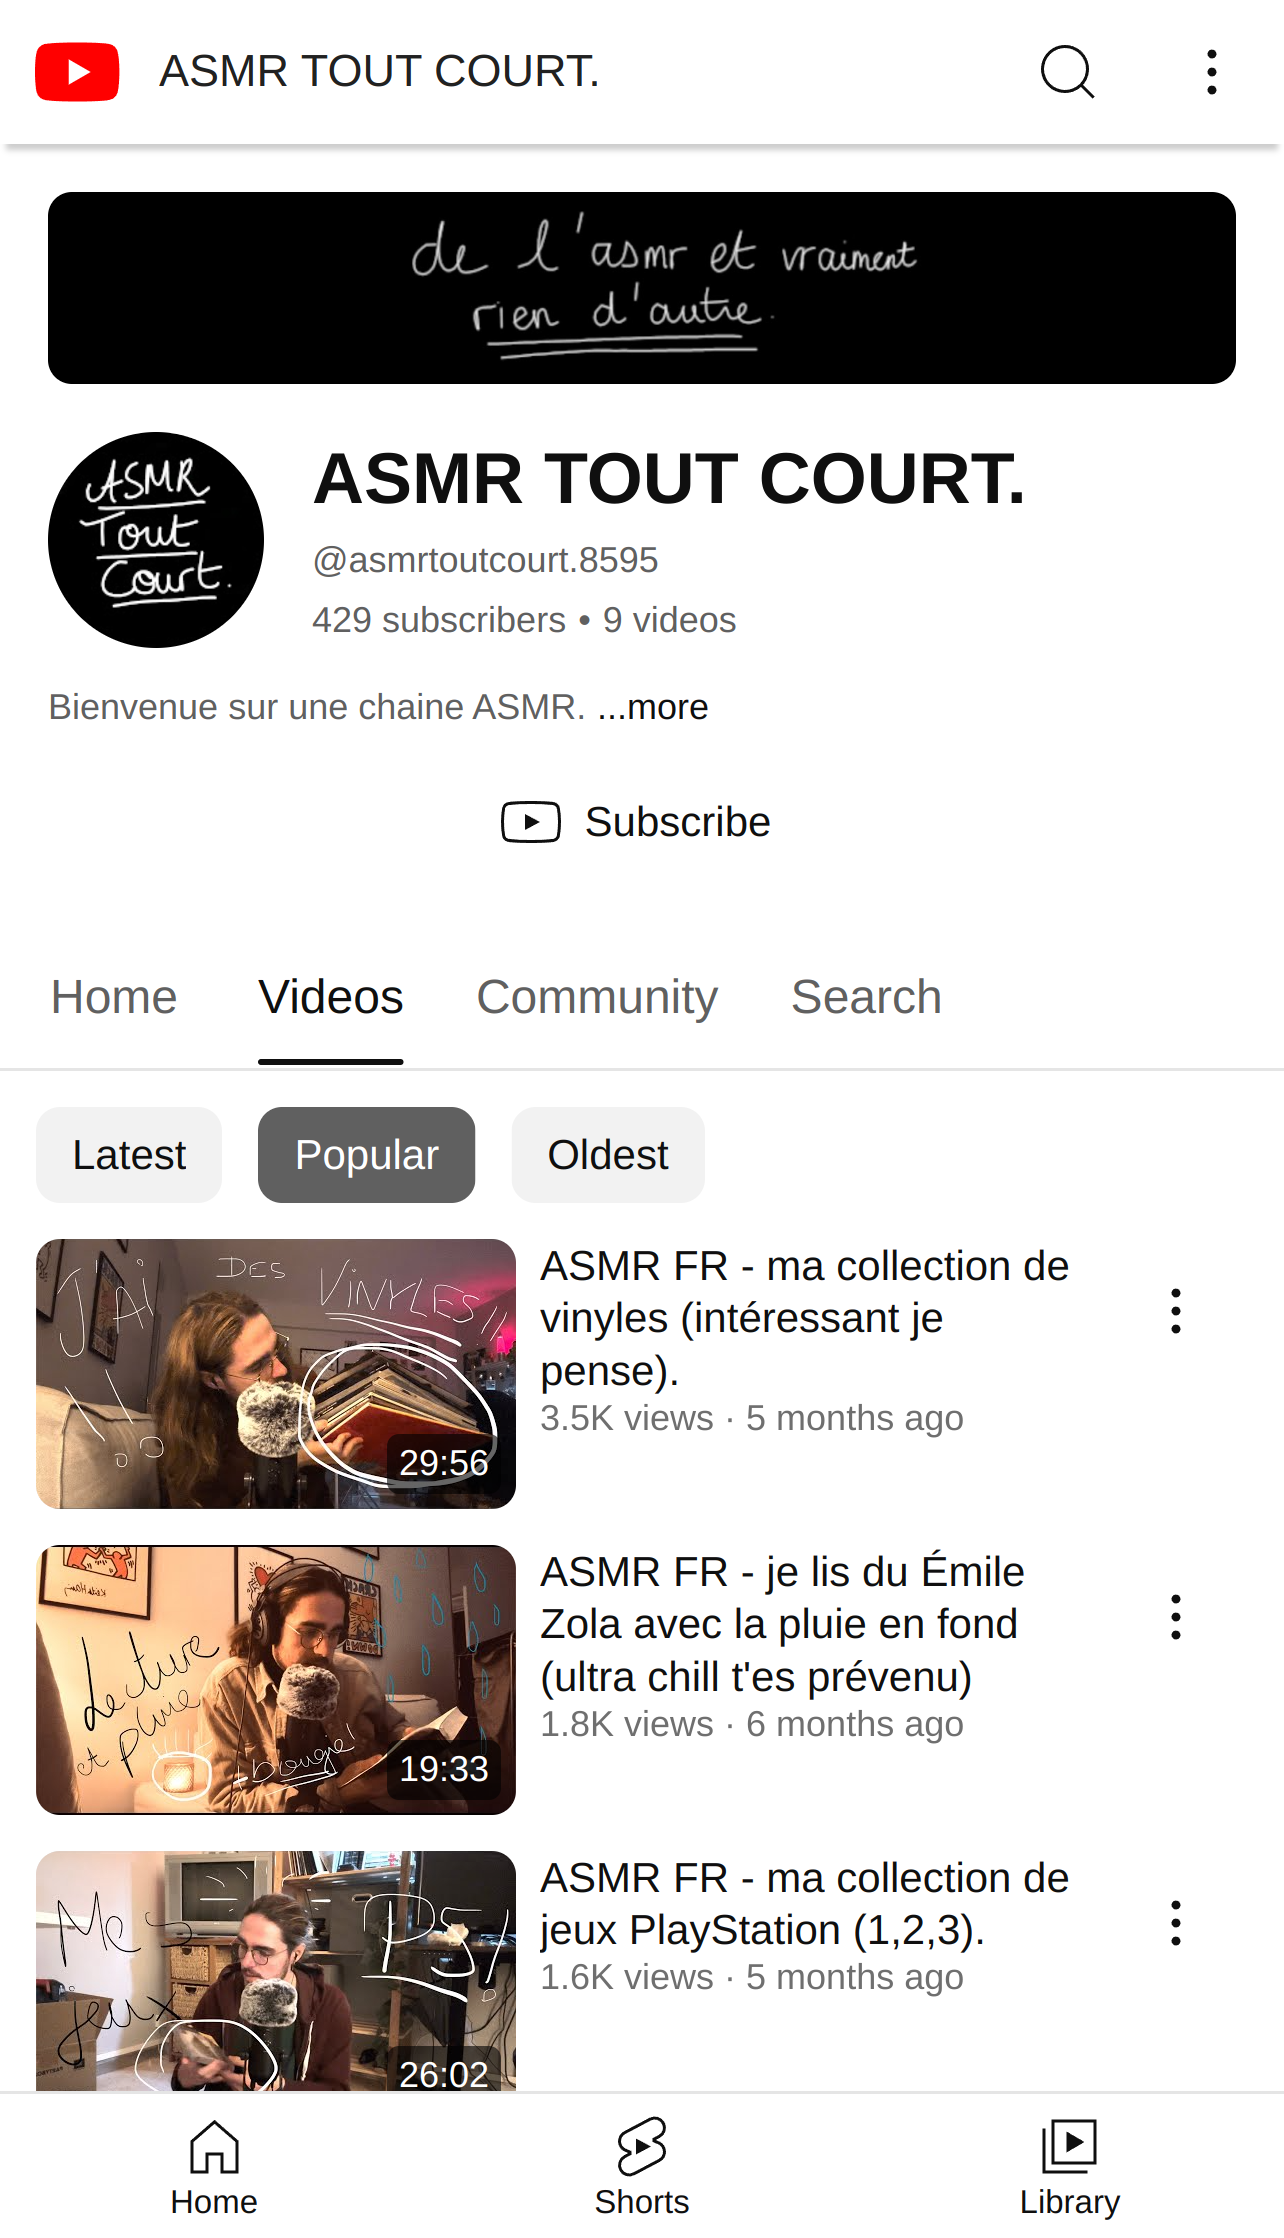 ASMR TOUT COURT.
de l'asmr et vraiment
rien d'autre.
ASMR
Tout
Court.
ASMR TOUT COURT.
@asmrtoutcourt.8595
429 subscribers • 9 videos
Bienvenue sur une chaine ASMR. ...more
Subscribe
Home Videos Community Search
Latest Popular Oldest
J'AI DES VINYLES!!
29:56
ASMR FR - ma collection de
vinyles (intéressant je
pense).
3.5K views · 5 months ago
Lecture
et pluie
bougie!
19:33
ASMR FR - je lis du Émile
Zola avec la pluie en fond
(ultra chill t'es prévenu)
1.8K views · 6 months ago
Mes
jeux
PS1
26:02
ASMR FR - ma collection de
jeux PlayStation (1,2,3).
1.6K views · 5 months ago
Home Shorts Library